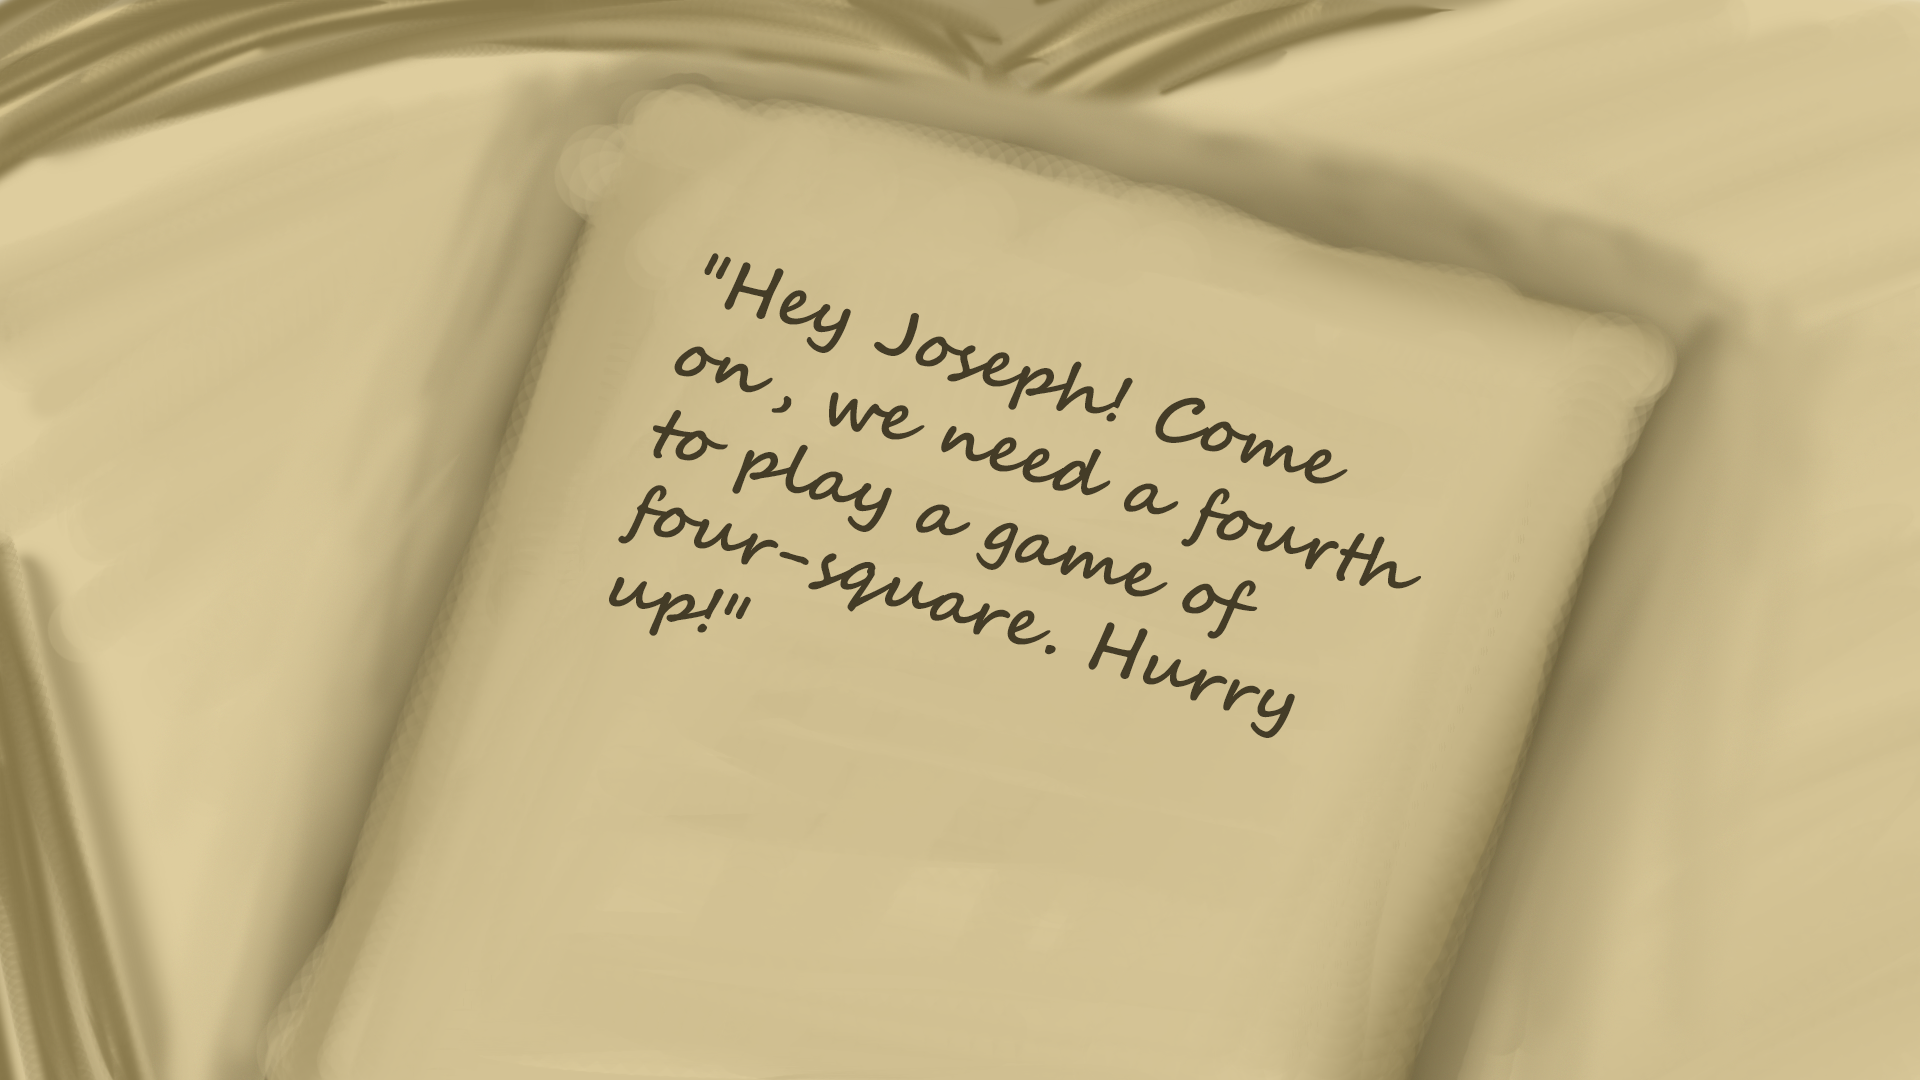 "Hey Joseph! Come
on, we need a fourth
to play a game of
four-square. Hurry
up!"